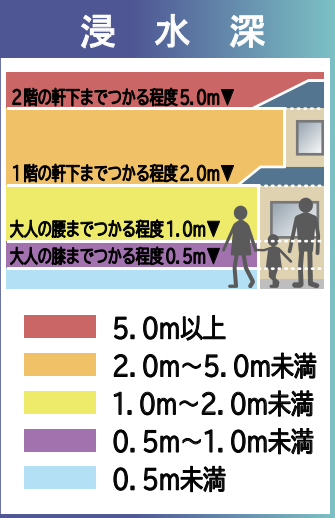 浸水深
2階の軒下までつかる程度5.0m▼
1階の軒下までつかる程度2.0m▼
大人の腰までつかる程度1.0m▼
大人の膝までつかる程度0.5m▼
5.0m以上
2.0m～5.0m未満
1.0m～2.0m未満
0.5m～1.0m未満
0.5m未満